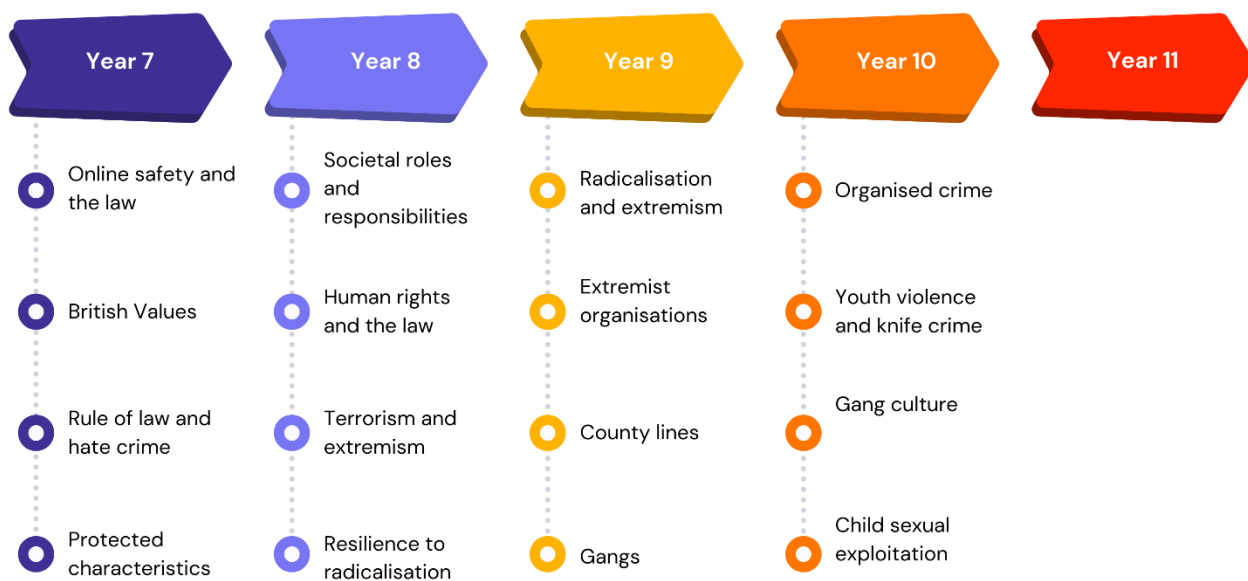 Year 7
Year 8
Year 9
Year 10
Year 11
Online safety and
the law
British Values
Rule of law and
hate crime
Protected
characteristics
Societal roles
and
responsibilities
Human rights
and the law
Terrorism and
extremism
Resilience to
radicalisation
Radicalisation
and extremism
Extremist
organisations
County lines
Gangs
Organised crime
Youth violence
and knife crime
Gang culture
Child sexual
exploitation